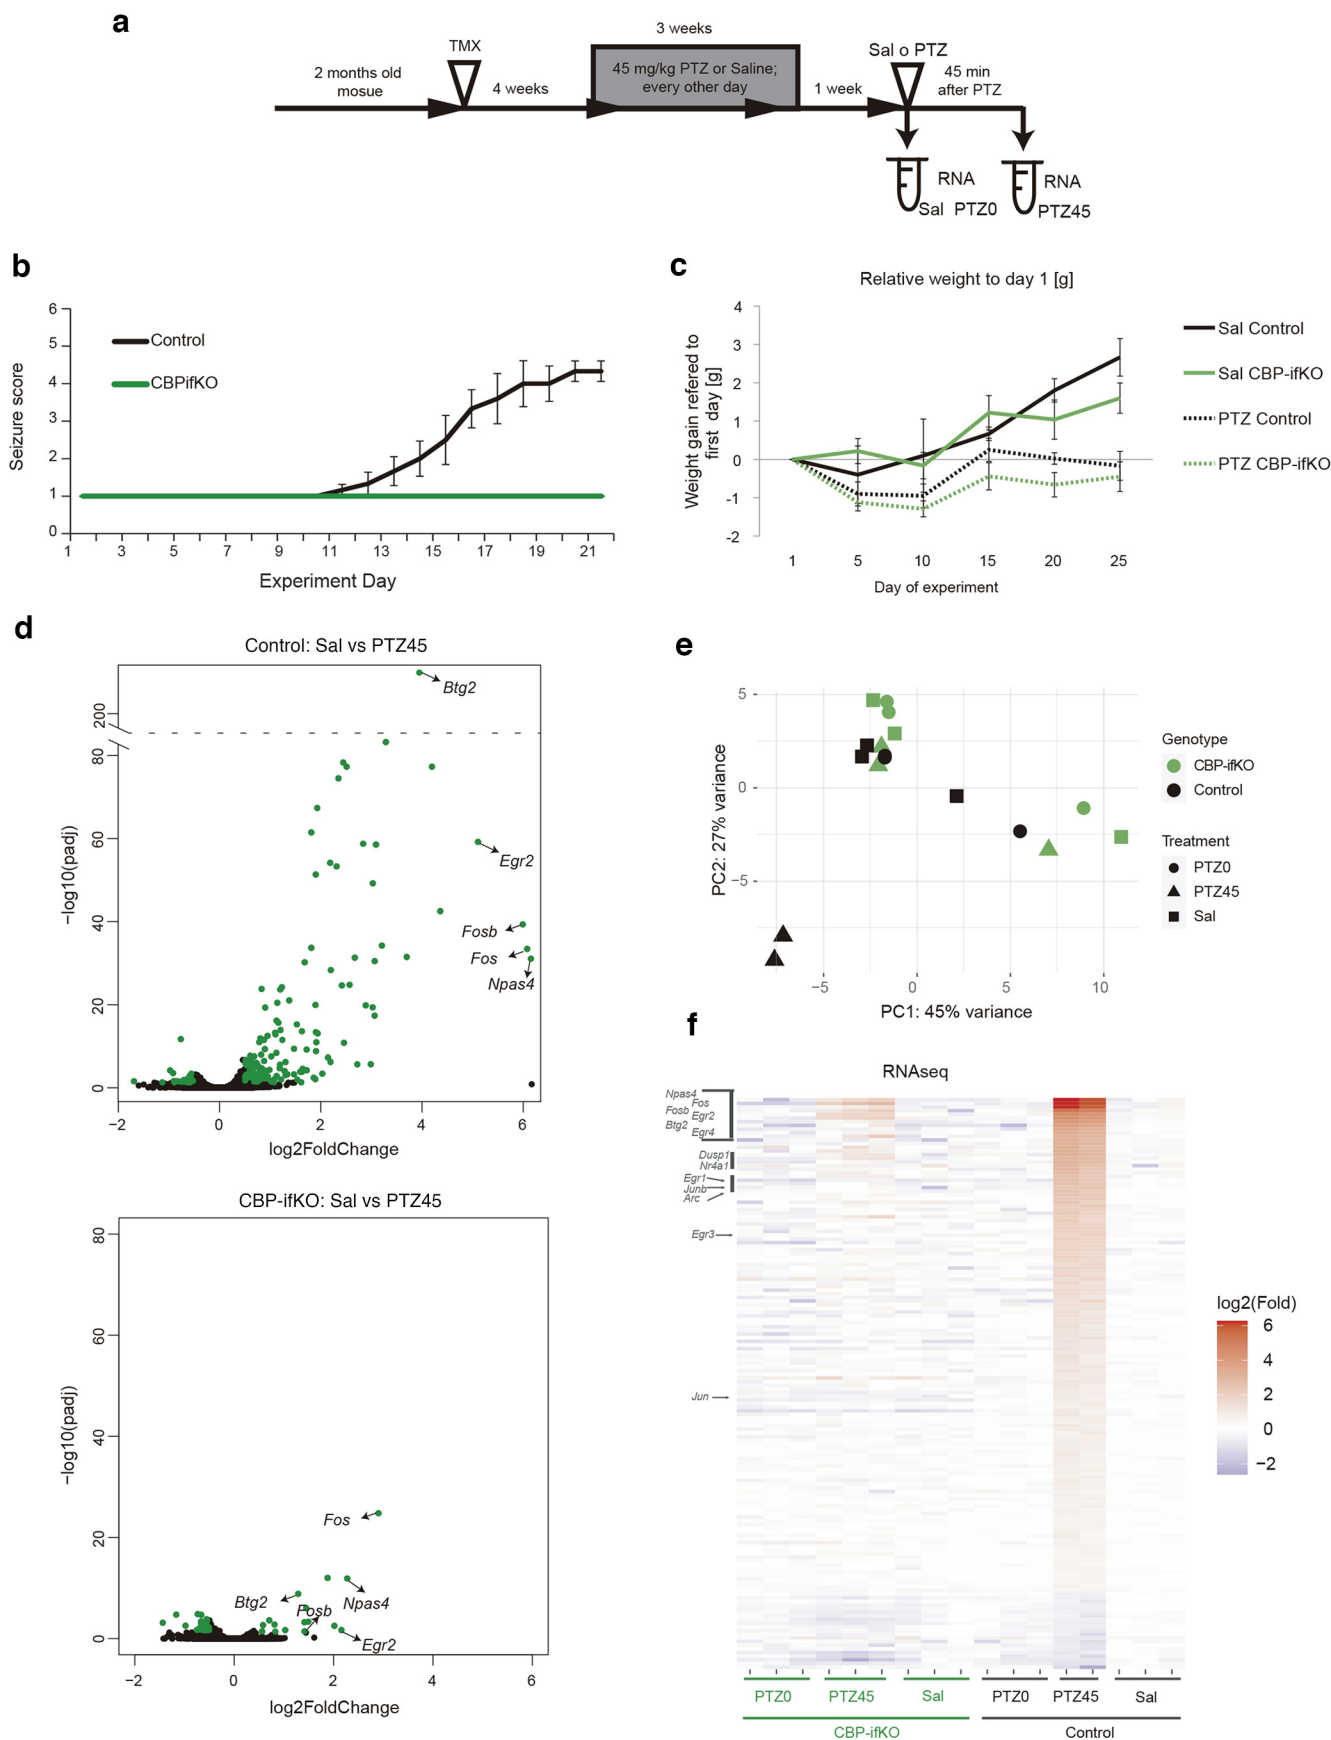 a
TMX
2 months old
mosue
4 weeks
3 weeks
45 mg/kg PTZ or Saline;
every other day
1 week
Sal o PTZ
45 min
after PTZ
RNA
Sal PTZ0
RNA
PTZ45
b
Seizure score
6
5
4
3
2
1
0
Control
CBPifKO
1 3 5 7 9 11 13 15 17 19 21
Experiment Day
c
Relative weight to day 1 [g]
Weight gain refered to
first day [g]
4
3
2
1
0
-1
-2
1 5 10 15 20 25
Day of experiment
Sal Control
Sal CBP-ifKO
PTZ Control
PTZ CBP-ifKO
d
Control: Sal vs PTZ45
−log10(padj)
200
80
60
40
20
0
Btg2
Egr2
Fosb
Fos
Npas4
−2 0 2 4 6
log2FoldChange
CBP-ifKO: Sal vs PTZ45
−log10(padj)
80
60
40
20
0
Fos
Btg2
Npas4
Fosb
Egr2
−2 0 2 4 6
log2FoldChange
e
PC2: 27% variance
5
0
−5
−5 0 5 10
PC1: 45% variance
Genotype
CBP-ifKO
Control
Treatment
PTZ0
PTZ45
Sal
f
RNAseq
Npas4
Fos
Fosb
Egr2
Btg2
Egr4
Dusp1
Nr4a1
Egr1
Junb
Arc
Egr3
Jun
log2(Fold)
6
4
2
0
−2
PTZ0 PTZ45 Sal PTZ0 PTZ45 Sal
CBP-ifKO Control